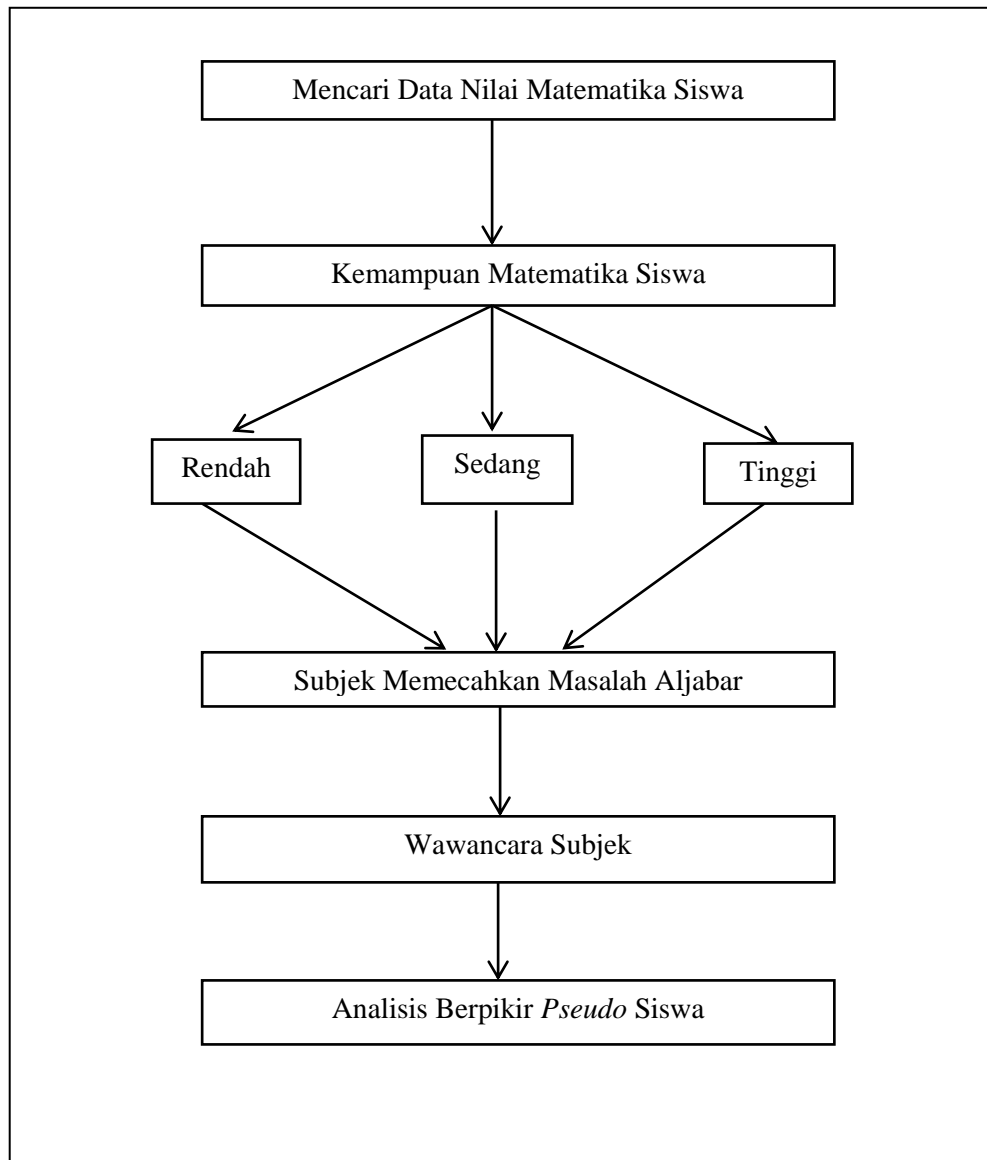 Mencari Data Nilai Matematika Siswa
Kemampuan Matematika Siswa
Rendah
Sedang
Tinggi
Subjek Memecahkan Masalah Aljabar
Wawancara Subjek
Analisis Berpikir Pseudo Siswa